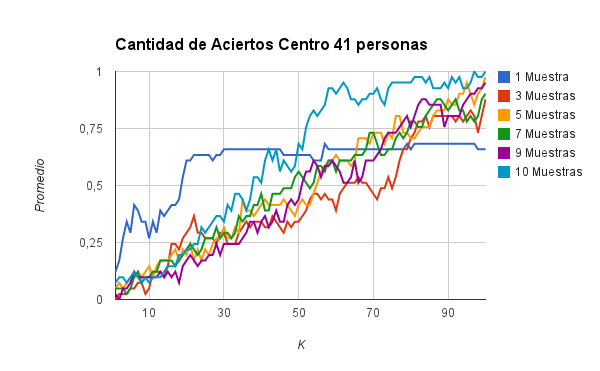 Cantidad de Aciertos Centro 41 personas
1
0,75
0,5
0,25
0
Promedio
10
30
50
70
90
K
1 Muestra
3 Muestras
5 Muestras
7 Muestras
9 Muestras
10 Muestras